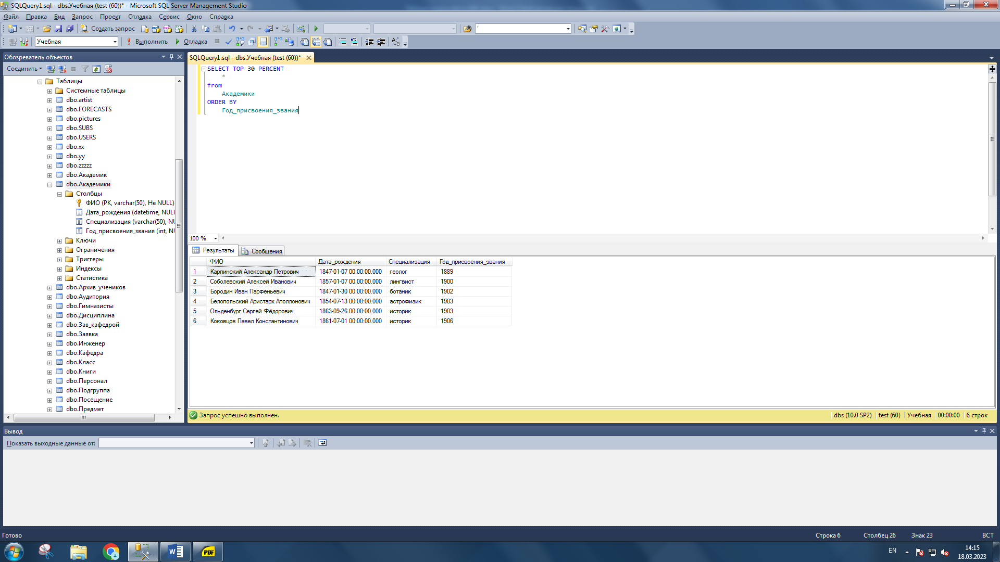 SQLQuery1.sql - dbs.Учебная (test (60))* - Microsoft SQL Server Management Studio
Файл Правка Вид Запрос Проект Отладка Сервис Окно Справка
Создать запрос '
Учебная Выполнить Отладка
Обозреватель объектов
Соединить
Таблицы
Системные таблицы
dbo.artist
dbo.FORECASTS
dbo.pictures
dbo.SUBS
dbo.USERS
dbo.xx
dbo.yy
dbo.zzzzz
dbo.Академик
dbo.Академики
Столбцы
ФИО (PK, varchar(50), Не NULL)
Дата_рождения (datetime, NULL
Специализация (varchar(50), NU
Год_присвоения_звания (int, NU
Ключи
Ограничения
Триггеры
Индексы
Статистика
dbo.Архив_учеников
dbo.Аудитория
dbo.Гимназисты
dbo.Дисциплина
dbo.Зав_кафедрой
dbo.Заявка
dbo.Инженер
dbo.Кафедра
dbo.Класс
dbo.Книги
dbo.Персонал
dbo.Подгруппа
dbo.Посещение
dbo.Предмет
SQLQuery1.sql - dbs.Учебная (test (60))*
SELECT TOP 30 PERCENT
*
from
Академики
ORDER BY
Год_присвоения_звания
100 %
Результаты Сообщения
ФИО Дата_рождения Специализация Год_присвоения_звания
1 Карпинский Александр Петрович 1847-01-07 00:00:00.000 геолог 1889
2 Соболевский Алексей Иванович 1857-01-07 00:00:00.000 лингвист 1900
3 Бородин Иван Парфеньевич 1847-01-30 00:00:00.000 ботаник 1902
4 Белопольский Аристарх Аполлонович 1854-07-13 00:00:00.000 астрофизик 1903
5 Ольденбург Сергей Фёдорович 1863-09-26 00:00:00.000 историк 1903
6 Коковцов Павел Константинович 1861-07-01 00:00:00.000 историк 1906
Запрос успешно выполнен. dbs (10.0 SP2) test (60) Учебная 00:00:00 6 строк
Вывод
Показать выходные данные от:
Готово Строка 6 Столбец 26 Знак 23 ВСТ
W PDF EN 14:15
18.03.2023